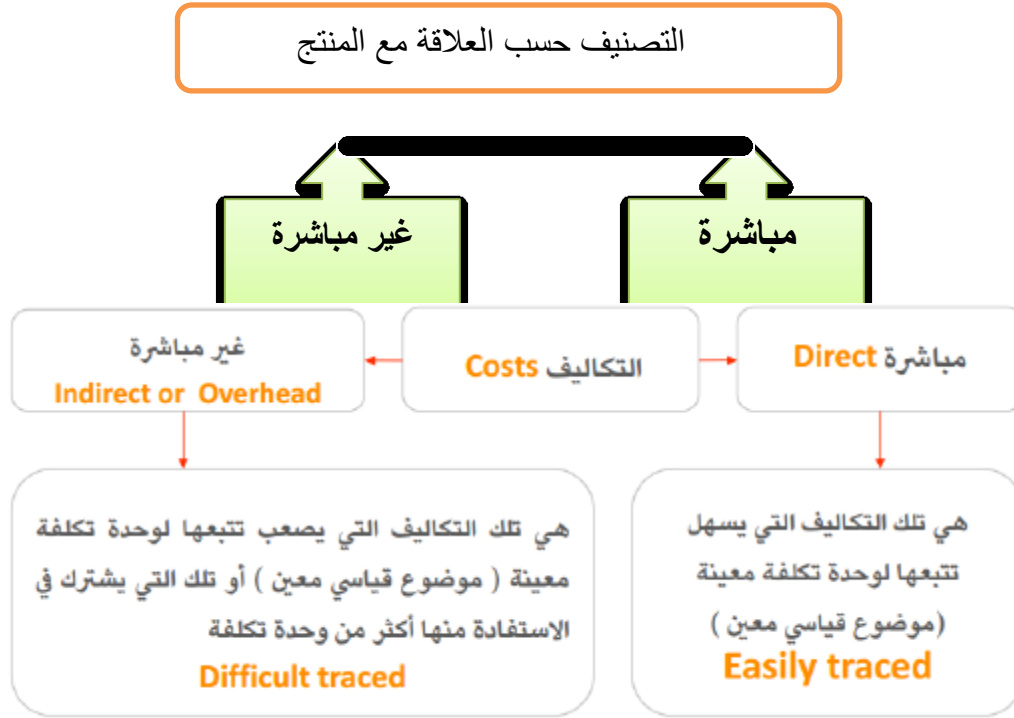 التصنيف حسب العلاقة مع المنتج
مباشرة
غير مباشرة
مباشرة Direct
التكاليف Costs
غير مباشرة
Indirect or Overhead
هي تلك التكاليف التي يسهل
تتبعها لوحدة تكلفة معينة
(موضوع قياسي معين )
Easily traced
هي تلك التكاليف التي يصعب تتبعها لوحدة تكلفة
معينة ( موضوع قياسي معين ) أو تلك التي يشترك في
الاستفادة منها أكثر من وحدة تكلفة
Difficult traced